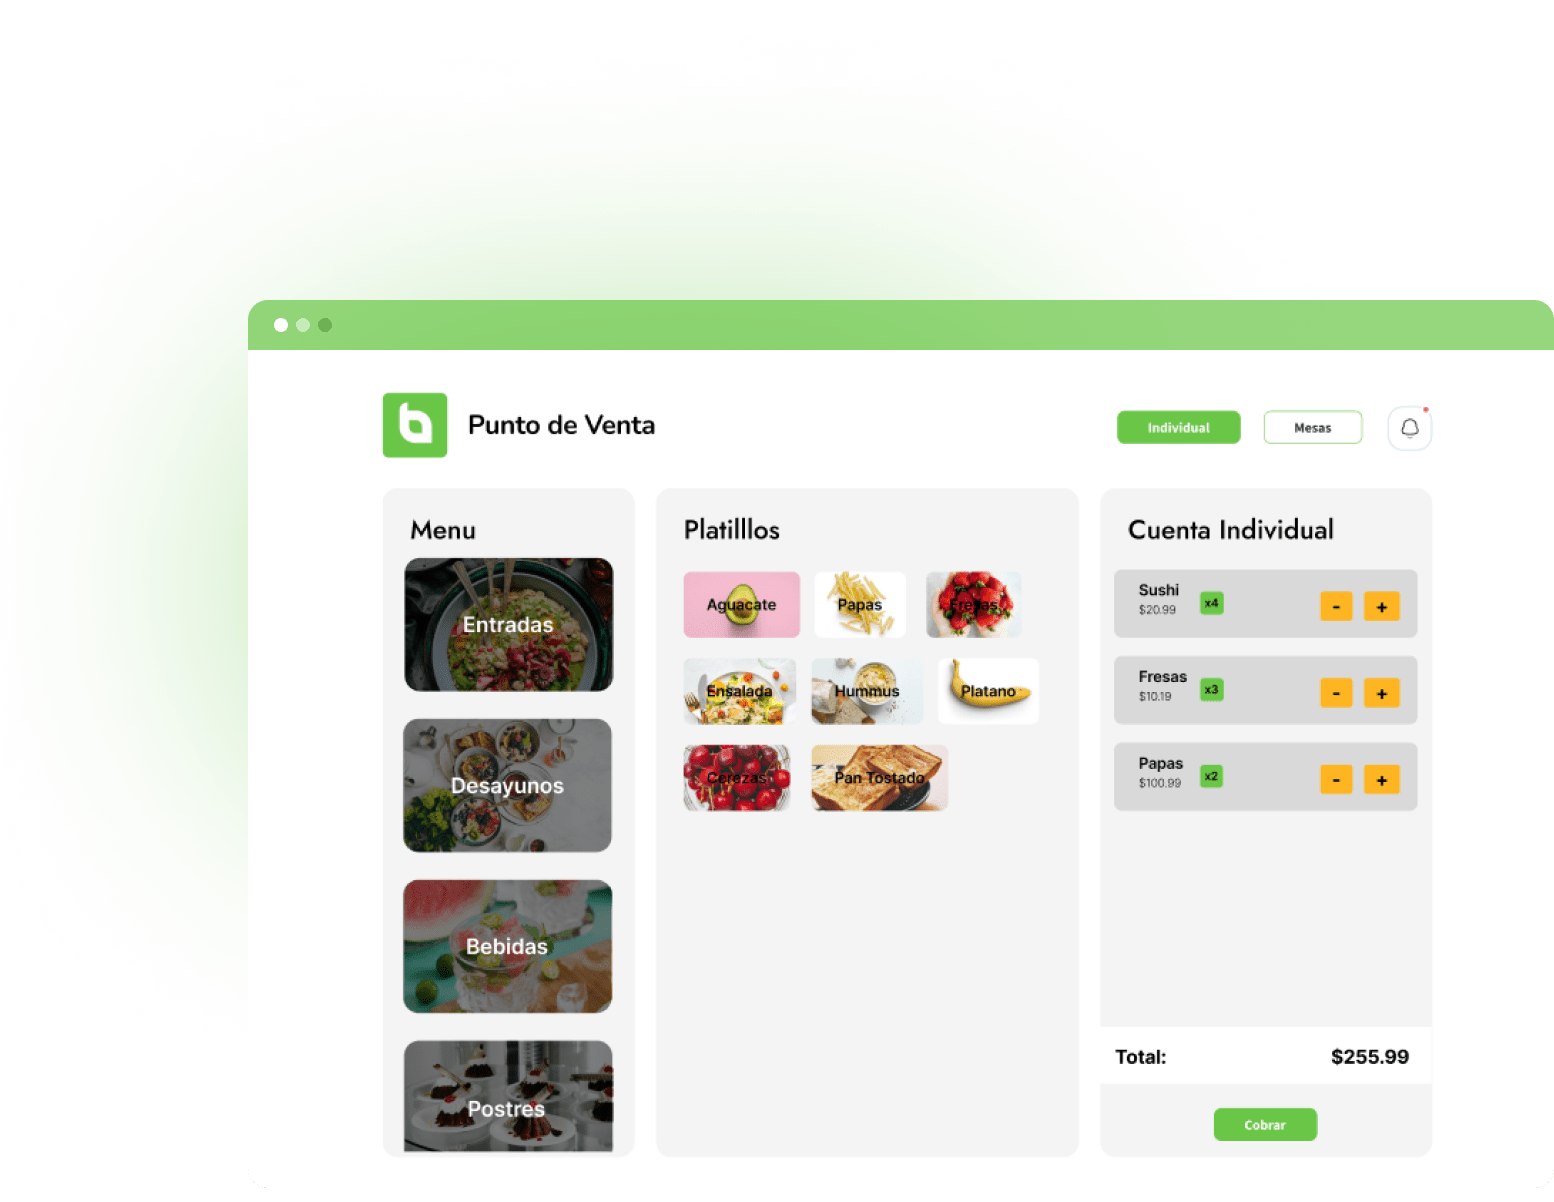 Punto de Venta
Individual
Mesas
Menu
Entradas
Desayunos
Bebidas
Postres
Platilllos
Aguacate
Papas
Fresas
Ensalada
Hummus
Platano
Cerezas
Pan Tostado
Cuenta Individual
Sushi
$20.99
x4
-
+
Fresas
$10.19
x3
-
+
Papas
$100.99
x2
-
+
Total: $255.99
Cobrar